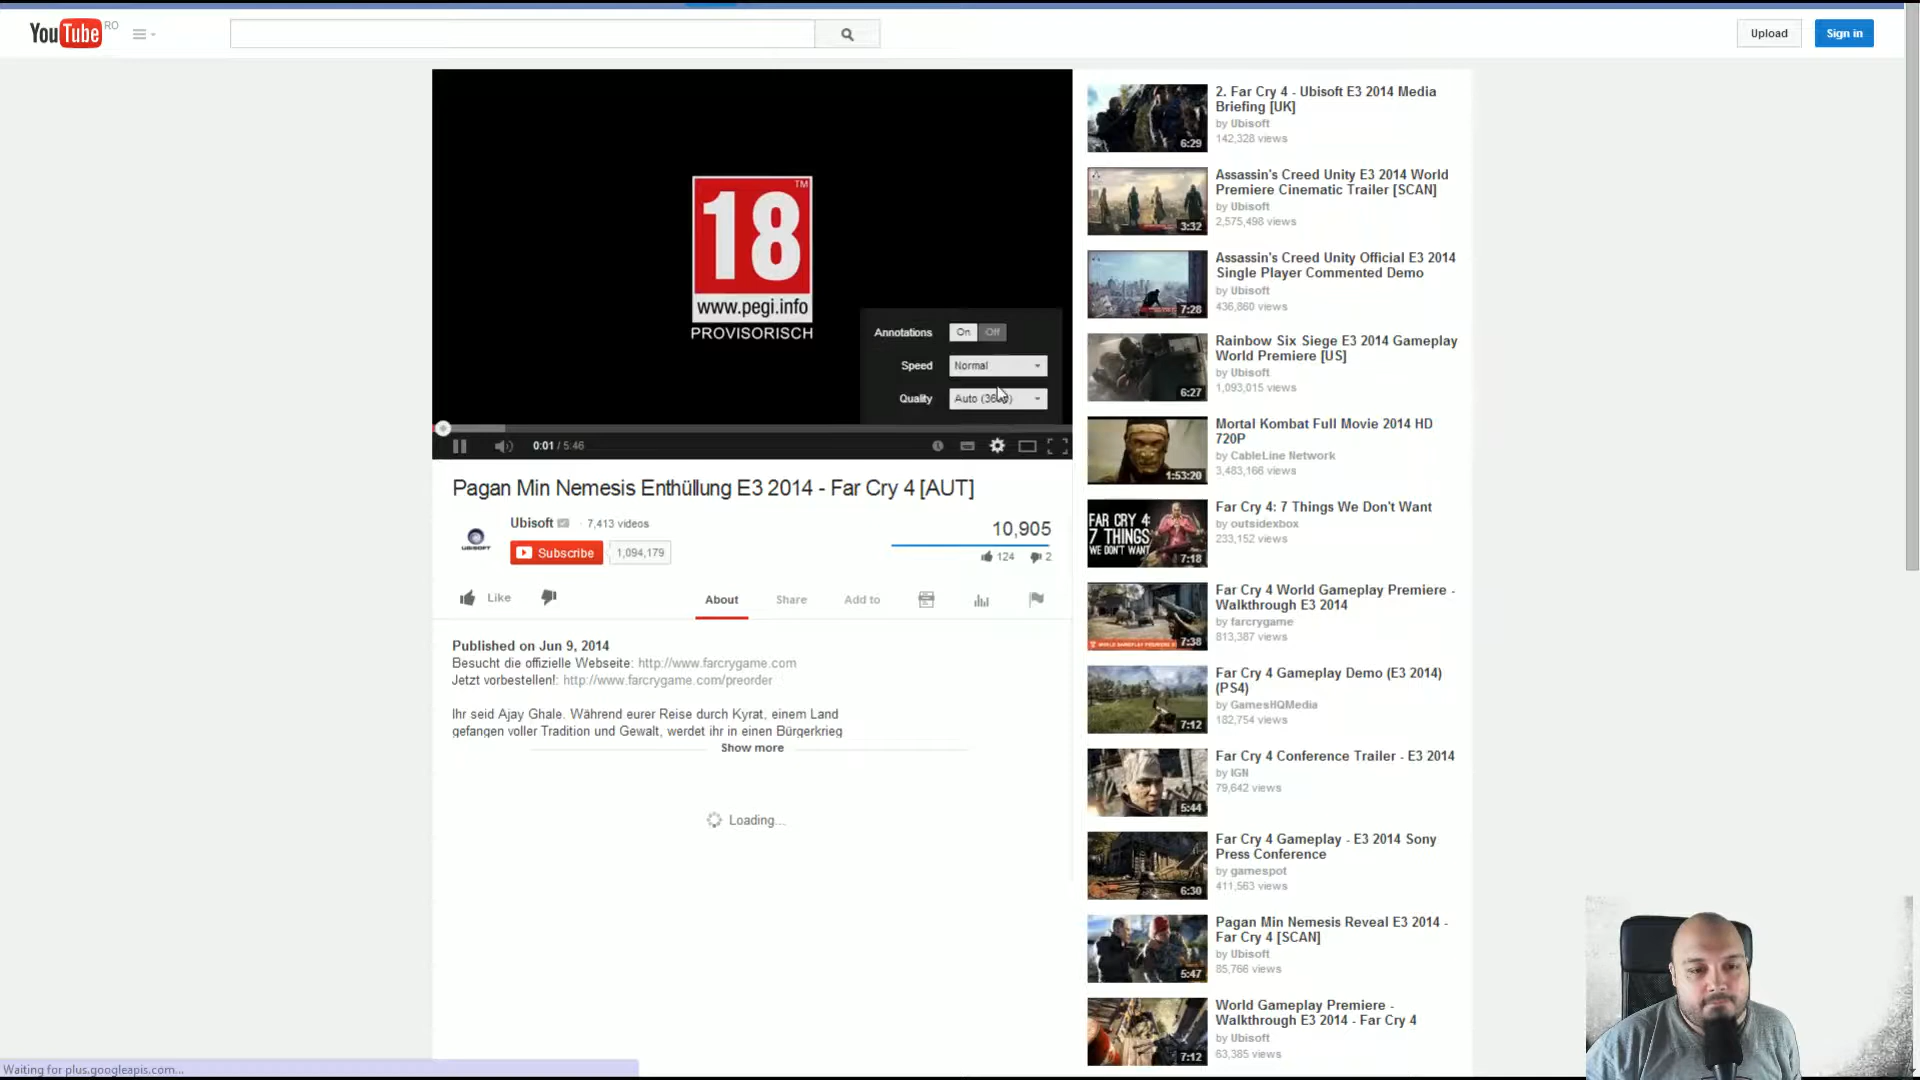 YouTube RO
Upload
Sign in
18 TM
www.pegi.info
PROVISORISCH
Annotations On Off
Speed Normal
Quality
0:01 / 5:46
Pagan Min Nemesis Enthüllung E3 2014 - Far Cry 4 [AUT]
Ubisoft · 7,413 videos
Subscribe 1,094,179
10,905
124 2
Like
About Share Add to
Published on Jun 9, 2014
Besucht die offizielle Webseite: http://www.farcrygame.com
Jetzt vorbestellen!: http://www.farcrygame.com/preorder
Ihr seid Ajay Ghale. Während eurer Reise durch Kyrat, einem Land
gefangen voller Tradition und Gewalt, werdet ihr in einen Bürgerkrieg
Show more
Loading...
2. Far Cry 4 - Ubisoft E3 2014 Media
Briefing [UK]
by Ubisoft
142,328 views
6:29
Assassin's Creed Unity E3 2014 World
Premiere Cinematic Trailer [SCAN]
by Ubisoft
2,575,498 views
3:32
Assassin's Creed Unity Official E3 2014
Single Player Commented Demo
by Ubisoft
436,860 views
7:28
Rainbow Six Siege E3 2014 Gameplay
World Premiere [US]
by Ubisoft
1,093,015 views
6:27
Mortal Kombat Full Movie 2014 HD
720P
by CableLine Network
3,483,166 views
1:53:20
Far Cry 4: 7 Things We Don't Want
by outsidexbox
233,152 views
FAR CRY 4:
7 THINGS
WE DON'T WANT
7:18
Far Cry 4 World Gameplay Premiere -
Walkthrough E3 2014
by farcrygame
813,387 views
7:38
Far Cry 4 Gameplay Demo (E3 2014)
(PS4)
by GamesHQMedia
182,754 views
7:12
Far Cry 4 Conference Trailer - E3 2014
by IGN
79,642 views
5:44
Far Cry 4 Gameplay - E3 2014 Sony
Press Conference
by gamespot
411,563 views
6:30
Pagan Min Nemesis Reveal E3 2014 -
Far Cry 4 [SCAN]
by Ubisoft
85,766 views
5:47
World Gameplay Premiere -
Walkthrough E3 2014 - Far Cry 4
by Ubisoft
63,385 views
7:12
Waiting for plus.googleapis.com...